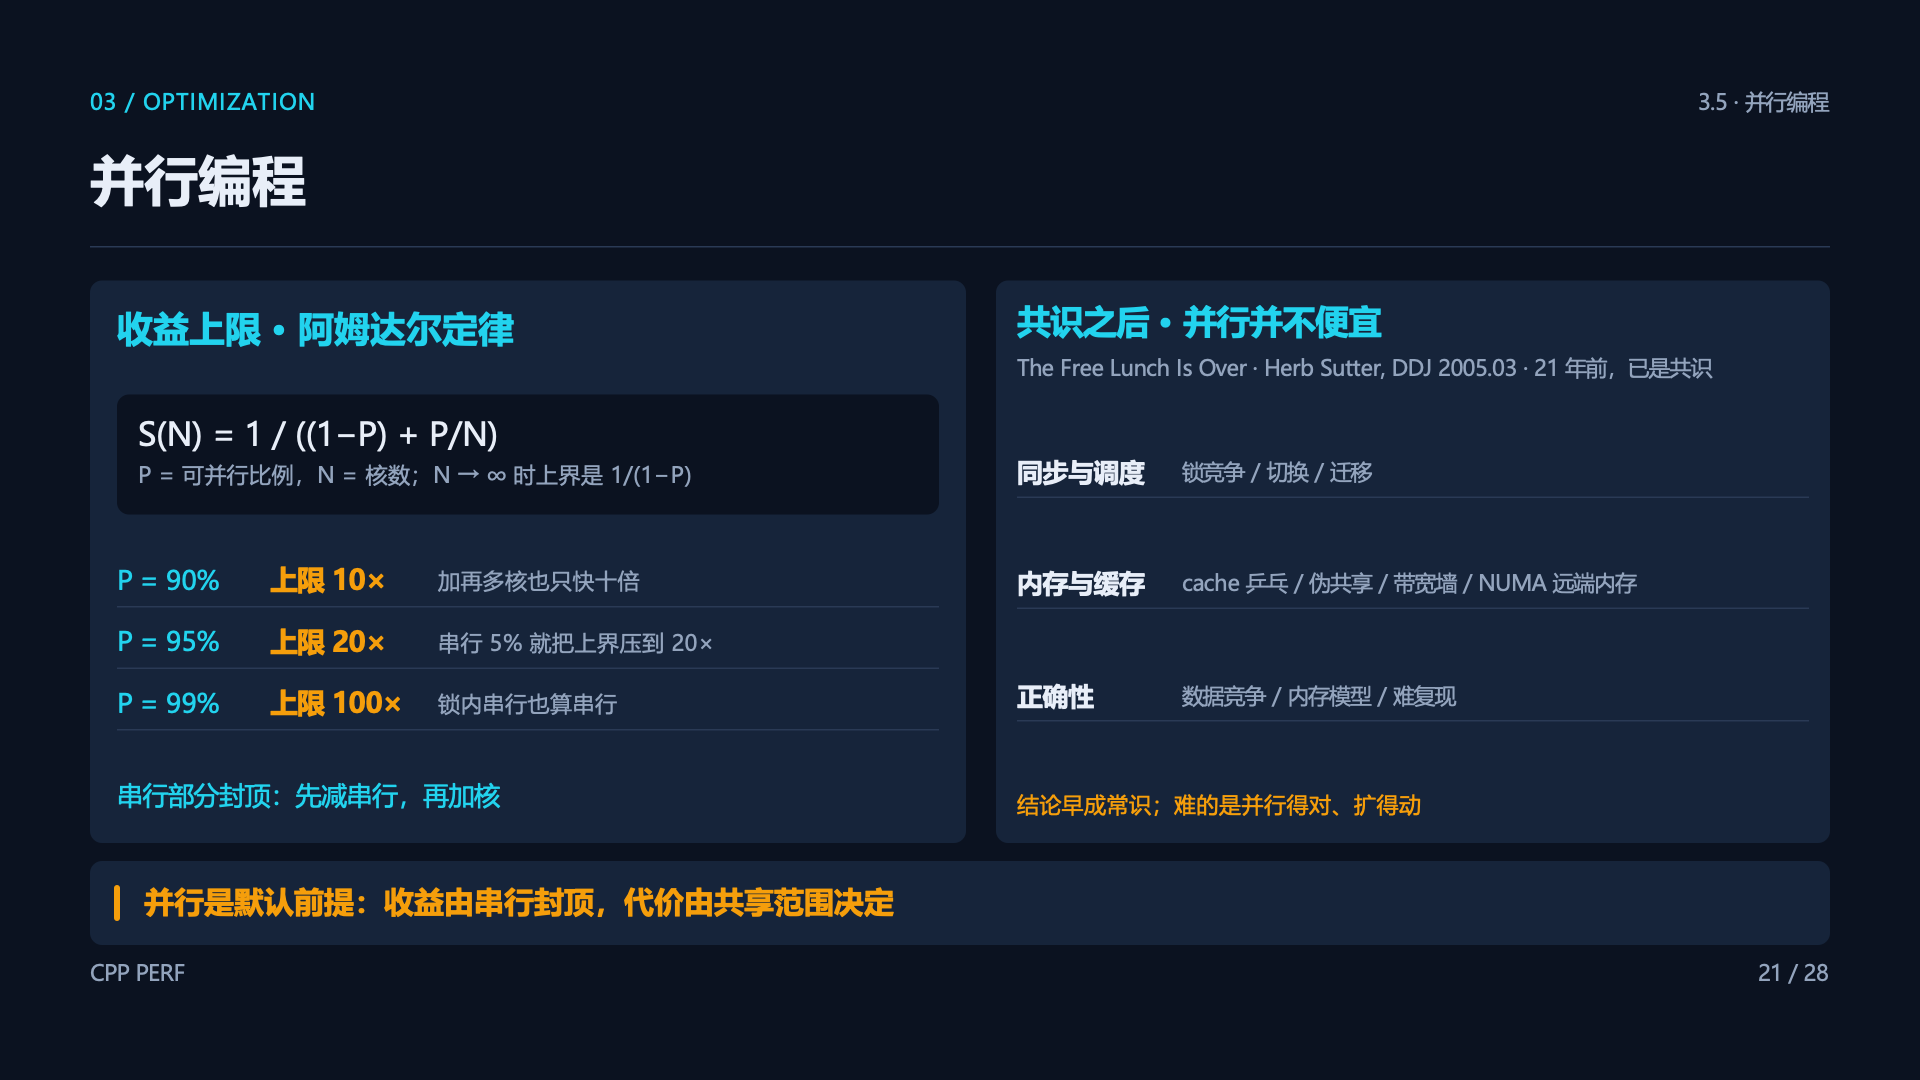 03 / OPTIMIZATION
3.5 · 并行编程
并行编程
收益上限 · 阿姆达尔定律
S(N) = 1 / ((1−P) + P/N)
P = 可并行比例，N = 核数；N → ∞ 时上界是 1/(1−P)
P = 90% 上限 10× 加再多核也只快十倍
P = 95% 上限 20× 串行 5% 就把上界压到 20×
P = 99% 上限 100× 锁内串行也算串行
串行部分封顶：先减串行，再加核
共识之后 · 并行并不便宜
The Free Lunch Is Over · Herb Sutter, DDJ 2005.03 · 21 年前，已是共识
同步与调度 锁竞争 / 切换 / 迁移
内存与缓存 cache 乒乓 / 伪共享 / 带宽墙 / NUMA 远端内存
正确性 数据竞争 / 内存模型 / 难复现
结论早成常识；难的是并行得对、扩得动
并行是默认前提：收益由串行封顶，代价由共享范围决定
CPP PERF
21 / 28